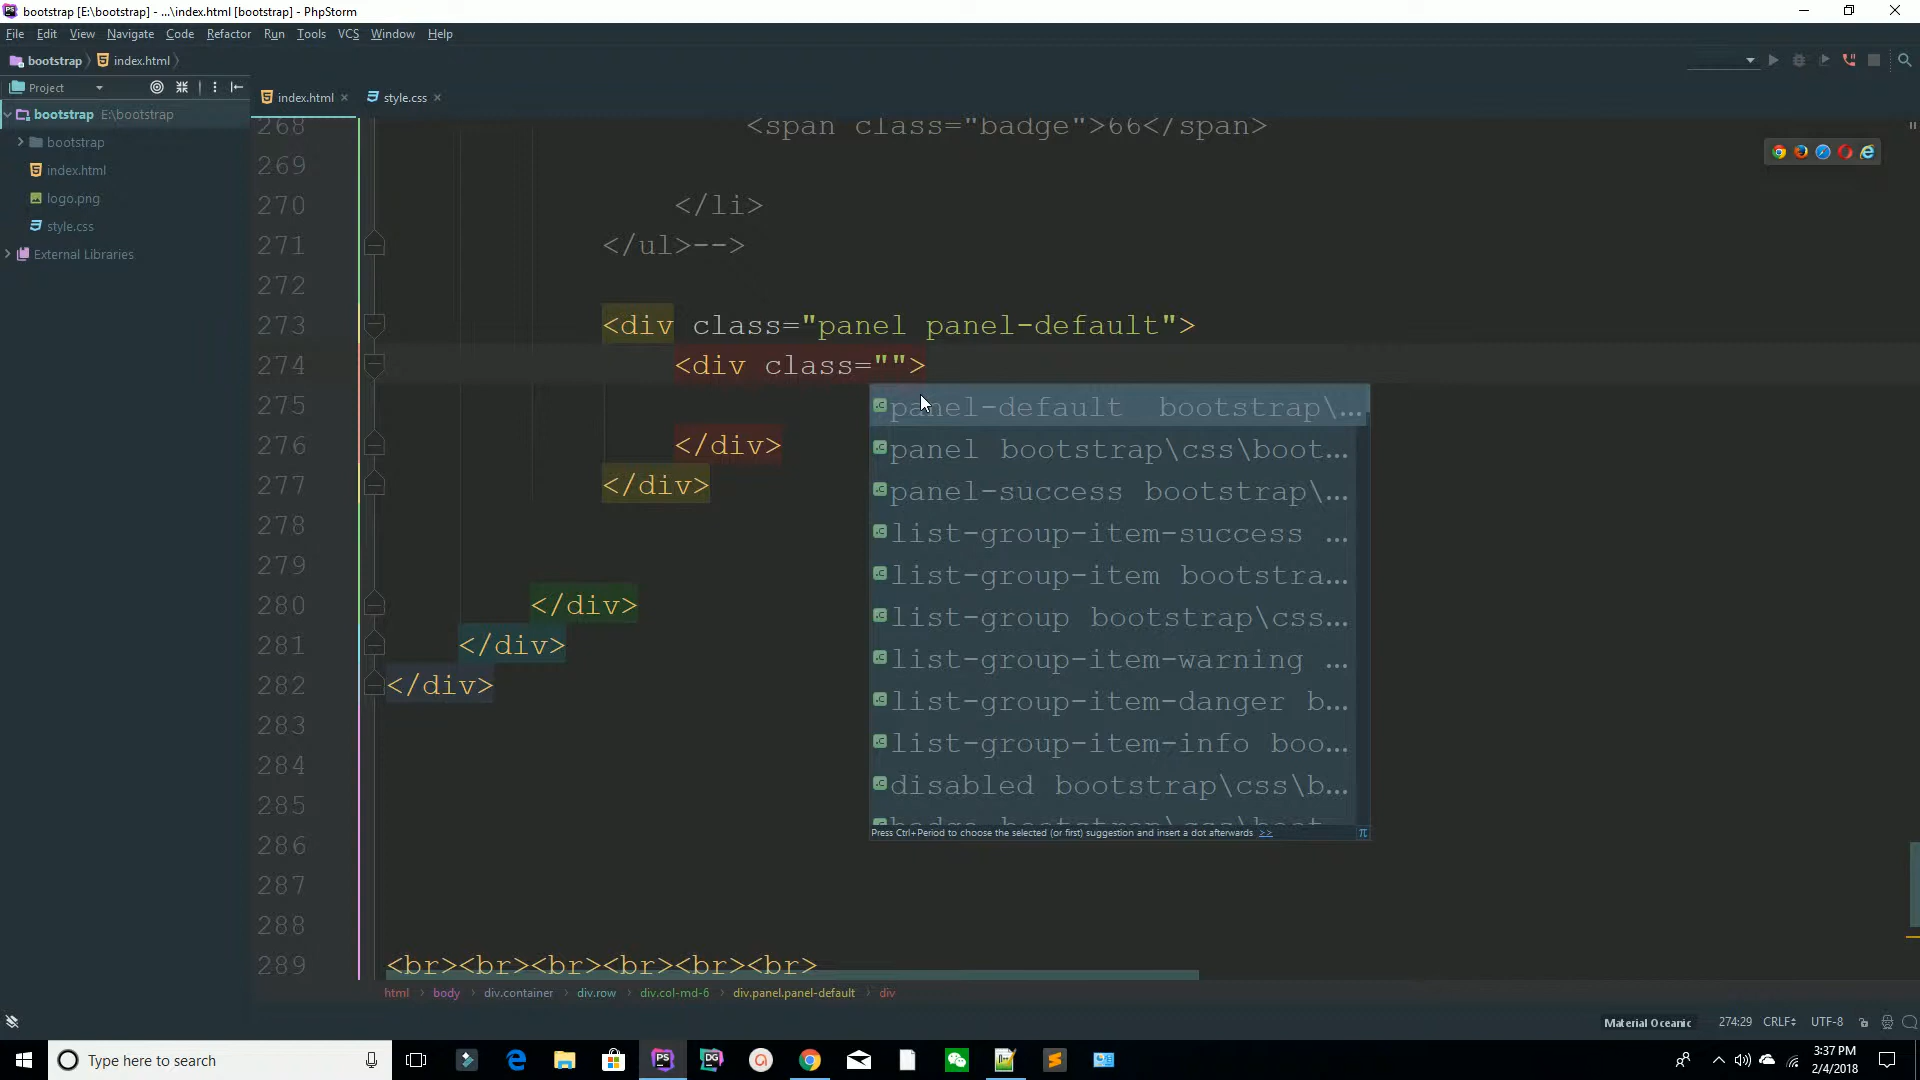 bootstrap [E:\bootstrap] - ...\index.html [bootstrap] - PhpStorm
File Edit View Navigate Code Refactor Run Tools VCS Window Help
bootstrap index.html
Project
index.html style.css
bootstrap E:\bootstrap
bootstrap
index.html
logo.png
style.css
External Libraries
268 <span class="badge">66</span>
269
270 </li>
271 </ul>-->
272
273 <div class="panel panel-default">
274 <div class="">
275
276 </div>
277 </div>
278
279
280 </div>
281 </div>
282 </div>
283
284
285
286
287
288
289 <br><br><br><br><br><br>
panel-default bootstrap\...
panel bootstrap\css\boot...
panel-success bootstrap\...
list-group-item-success ...
list-group-item bootstra...
list-group bootstrap\css...
list-group-item-warning ...
list-group-item-danger b...
list-group-item-info boo...
disabled bootstrap\css\b...
Press Ctrl+Period to choose the selected (or first) suggestion and insert a dot afterwards >>
html body div.container div.row div.col-md-6 div.panel.panel-default div
Material Oceanic 274:29 CRLF UTF-8
Type here to search
3:37 PM
2/4/2018